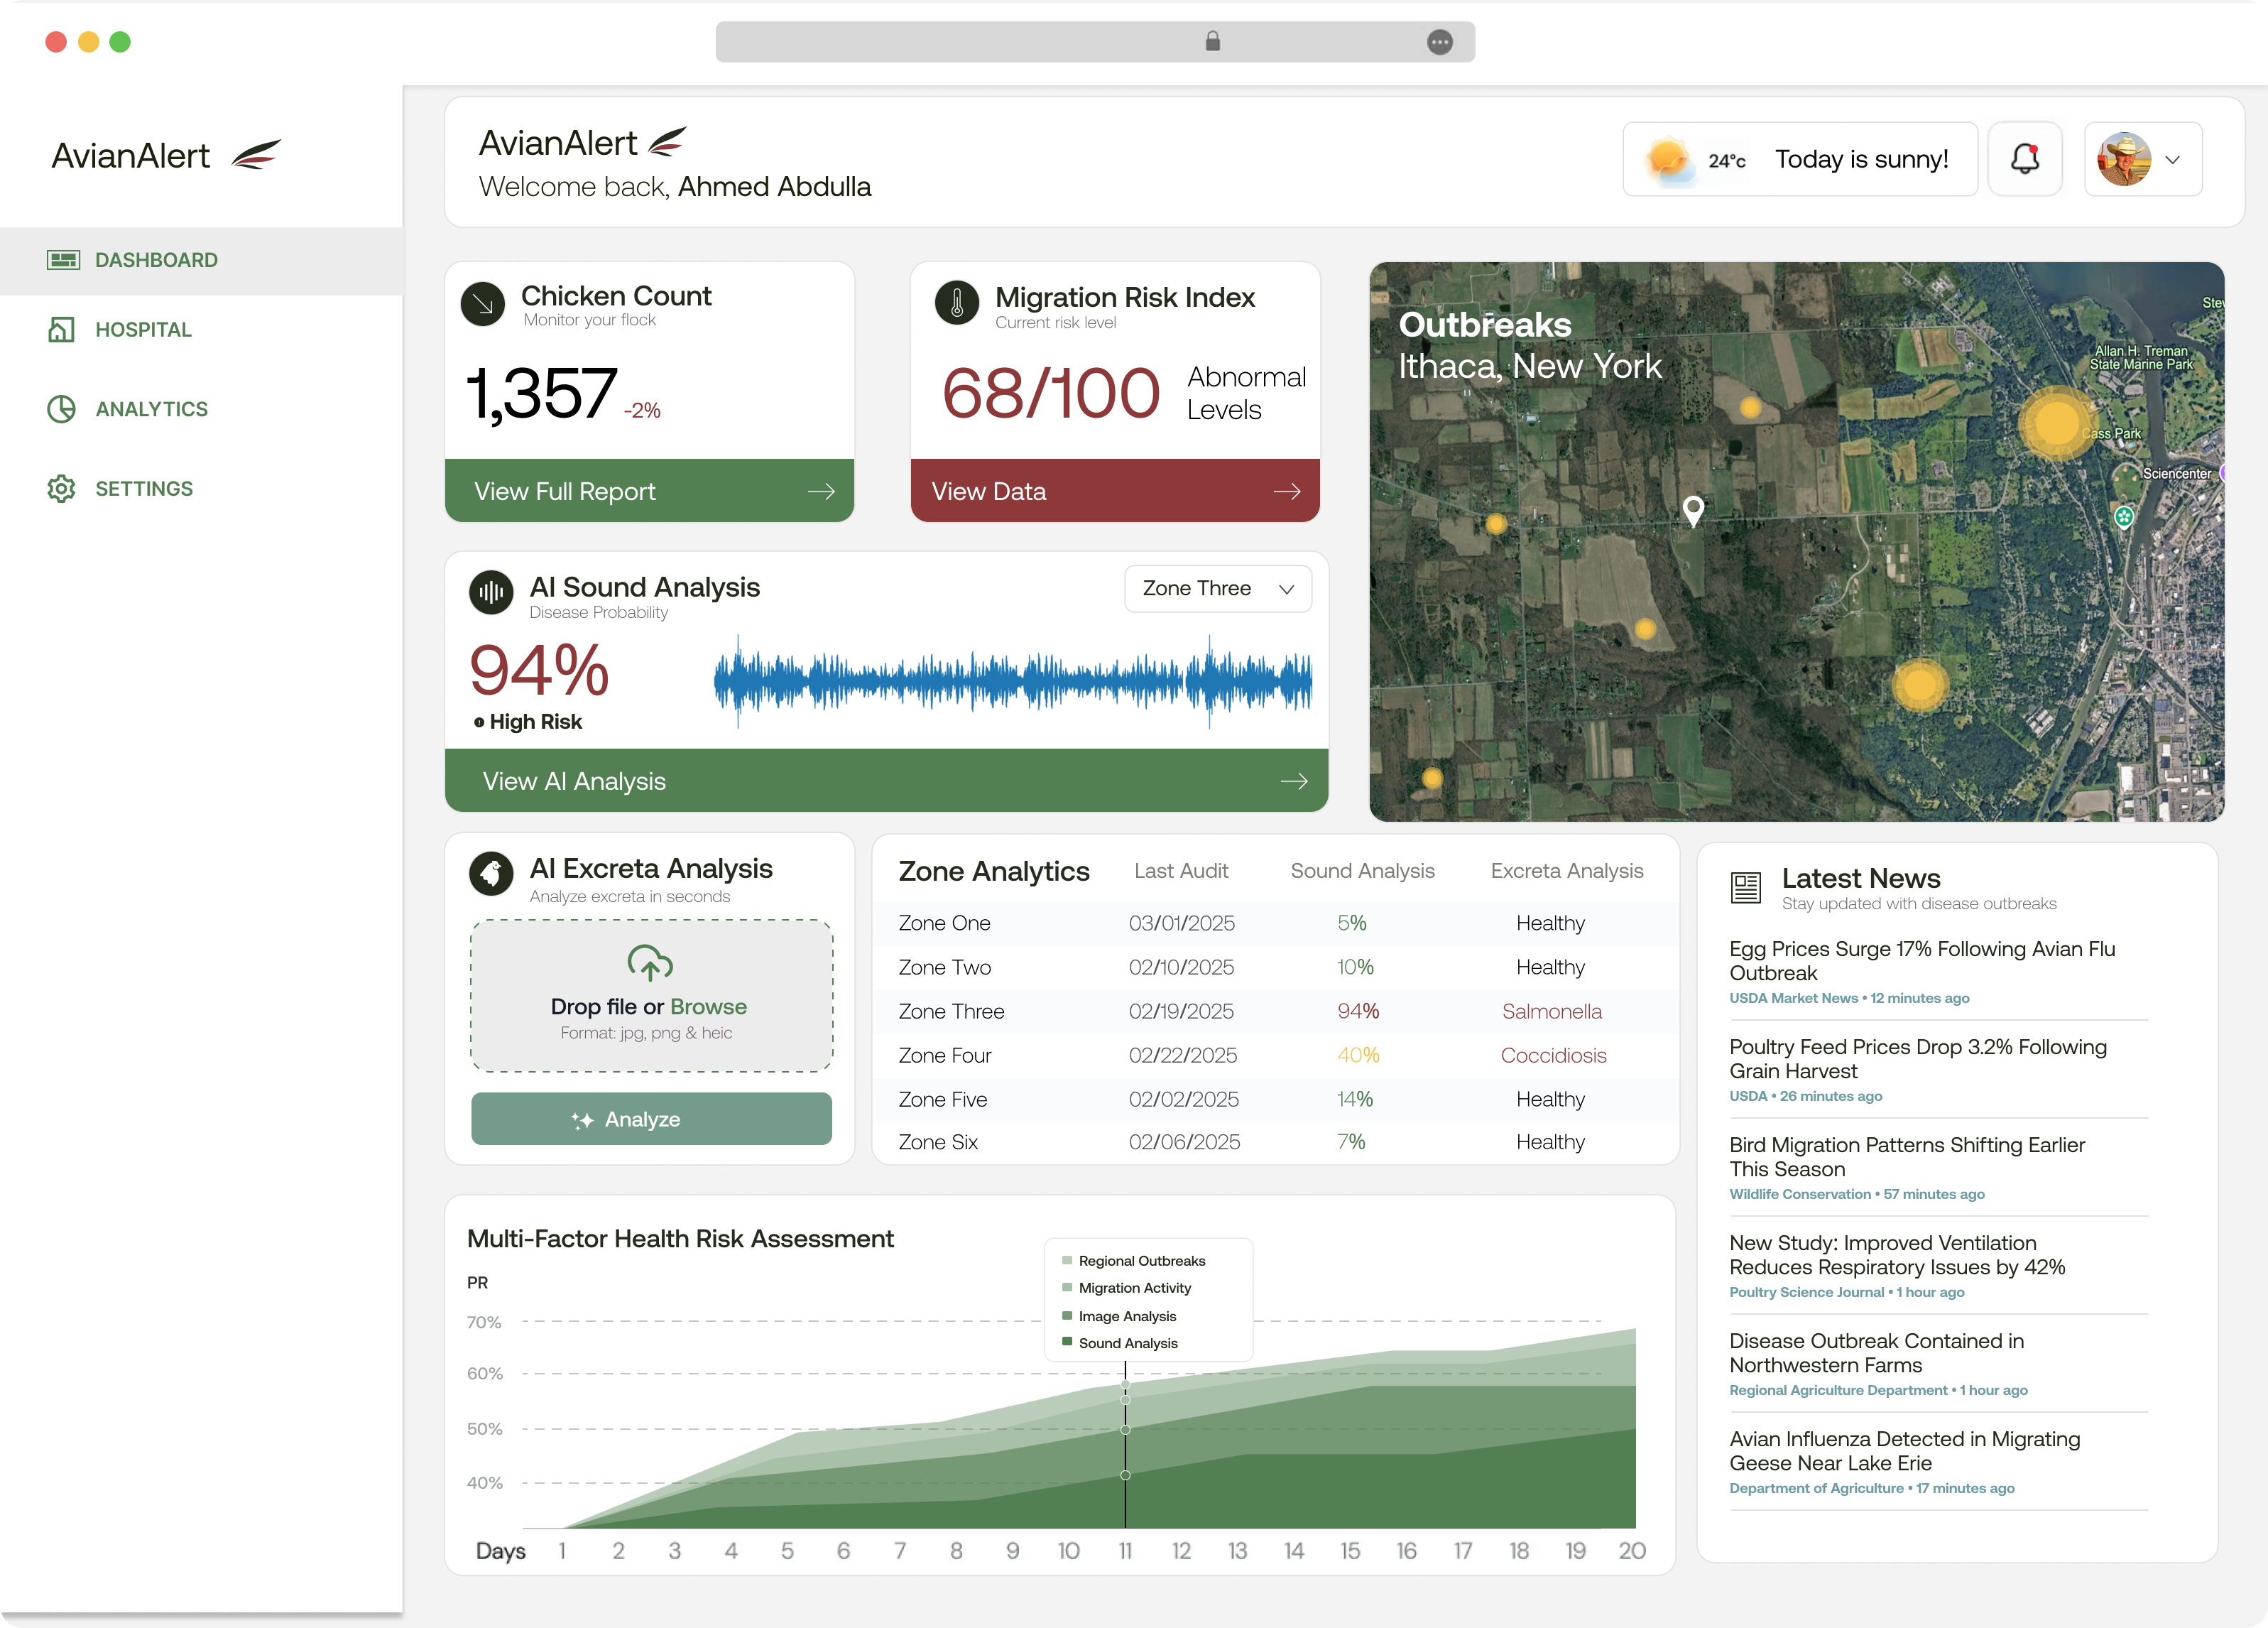 AvianAlert
DASHBOARD
HOSPITAL
ANALYTICS
SETTINGS
AvianAlert
Welcome back, Ahmed Abdulla
24°c
Today is sunny!
Chicken Count
Monitor your flock
1,357 -2%
View Full Report
Migration Risk Index
Current risk level
68/100
Abnormal
Levels
View Data
Outbreaks
Ithaca, New York
Allan H. Treman
State Marine Park
Cass Park
Sciencenter
AI Sound Analysis
Disease Probability
Zone Three
94%
High Risk
View AI Analysis
AI Excreta Analysis
Analyze excreta in seconds
Drop file or Browse
Format: jpg, png & heic
Analyze
Zone Analytics Last Audit Sound Analysis Excreta Analysis
Zone One 03/01/2025 5% Healthy
Zone Two 02/10/2025 10% Healthy
Zone Three 02/19/2025 94% Salmonella
Zone Four 02/22/2025 40% Coccidiosis
Zone Five 02/02/2025 14% Healthy
Zone Six 02/06/2025 7% Healthy
Latest News
Stay updated with disease outbreaks
Egg Prices Surge 17% Following Avian Flu
Outbreak
USDA Market News • 12 minutes ago
Poultry Feed Prices Drop 3.2% Following
Grain Harvest
USDA • 26 minutes ago
Bird Migration Patterns Shifting Earlier
This Season
Wildlife Conservation • 57 minutes ago
New Study: Improved Ventilation
Reduces Respiratory Issues by 42%
Poultry Science Journal • 1 hour ago
Disease Outbreak Contained in
Northwestern Farms
Regional Agriculture Department • 1 hour ago
Avian Influenza Detected in Migrating
Geese Near Lake Erie
Department of Agriculture • 17 minutes ago
Multi-Factor Health Risk Assessment
PR
Regional Outbreaks
Migration Activity
Image Analysis
Sound Analysis
70%
60%
50%
40%
Days 1 2 3 4 5 6 7 8 9 10 11 12 13 14 15 16 17 18 19 20